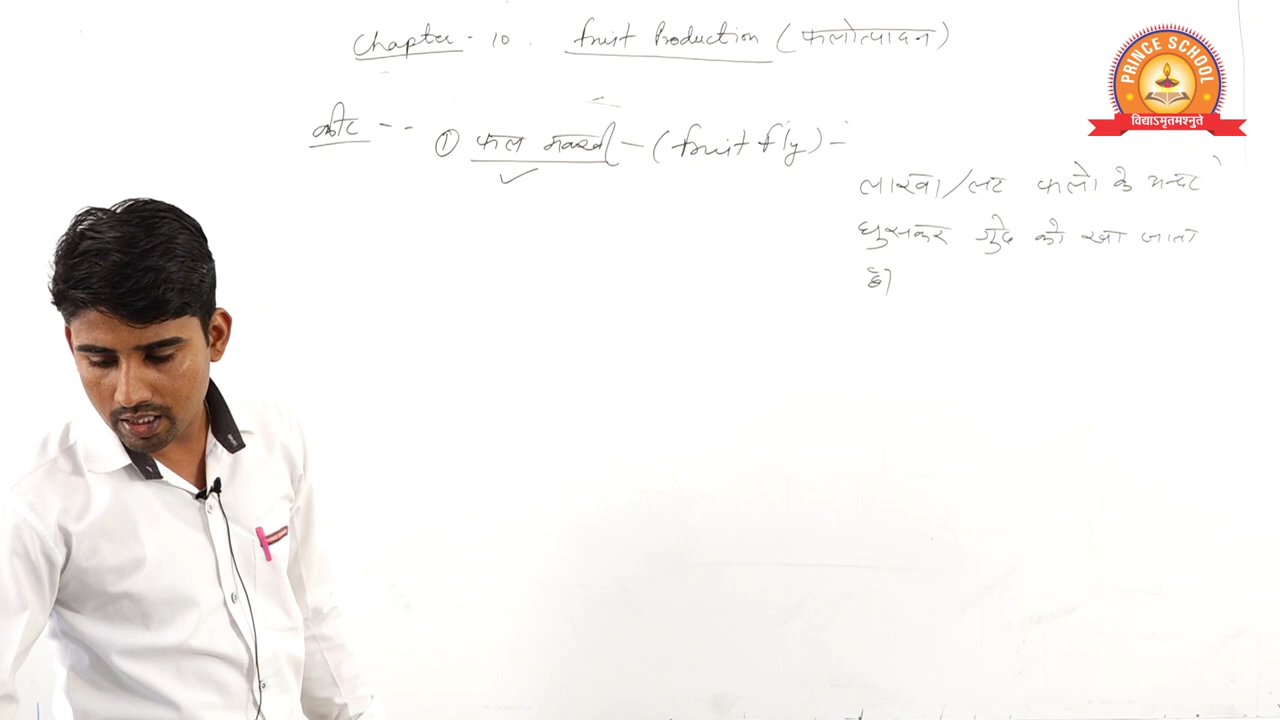 Chapter - 10. fruit Production (फलोत्पादन)
PRINCE SCHOOL
विद्याऽमृतमश्नुते
कीट --
① फल मक्खी - (fruit fly) -
लारवा/लट फलो के अन्दर
घुसकर गुदे को खा जाता
है।